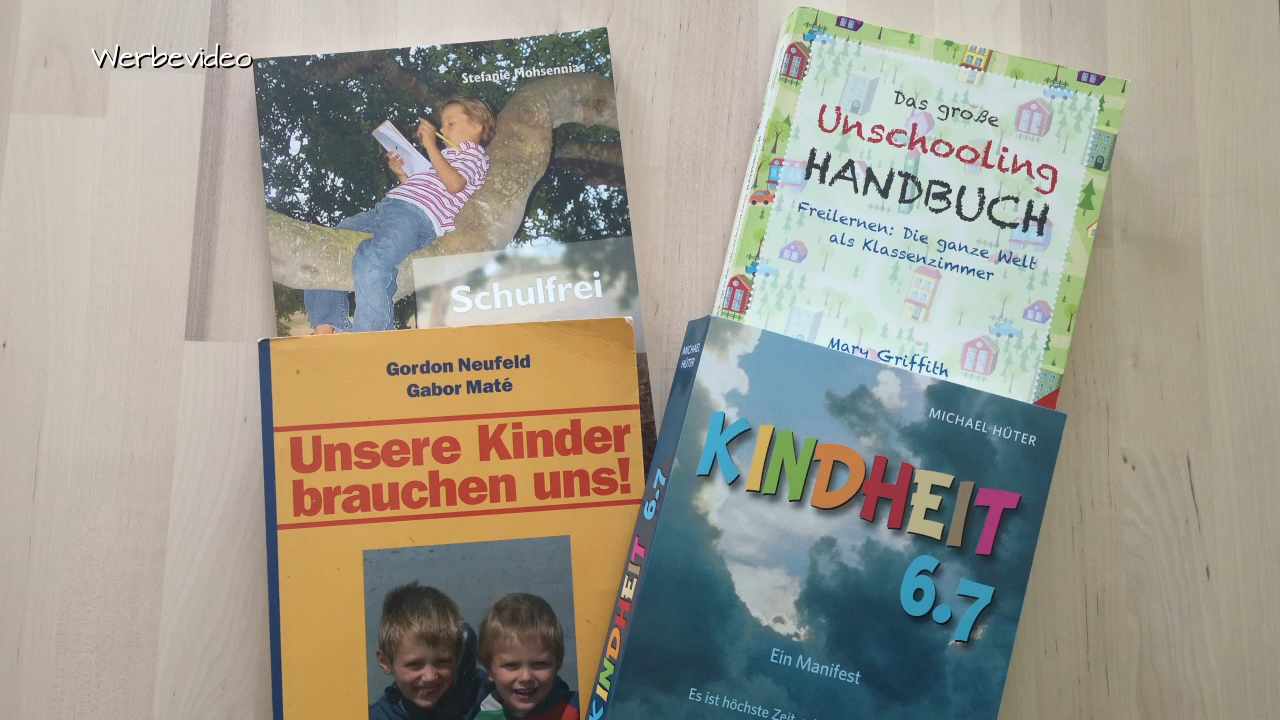 Werbevideo
Stefanie Mohsennia
Schulfrei
Das große
Unschooling
HANDBUCH
Freilernen: Die ganze Welt
als Klassenzimmer
Mary Griffith
Gordon Neufeld
Gabor Maté
Unsere Kinder
brauchen uns!
MICHAEL
HÜTER
KINDHEIT 6.7
MICHAEL HÜTER
KINDHEIT
6.7
Ein Manifest
Es ist höchste Zeit